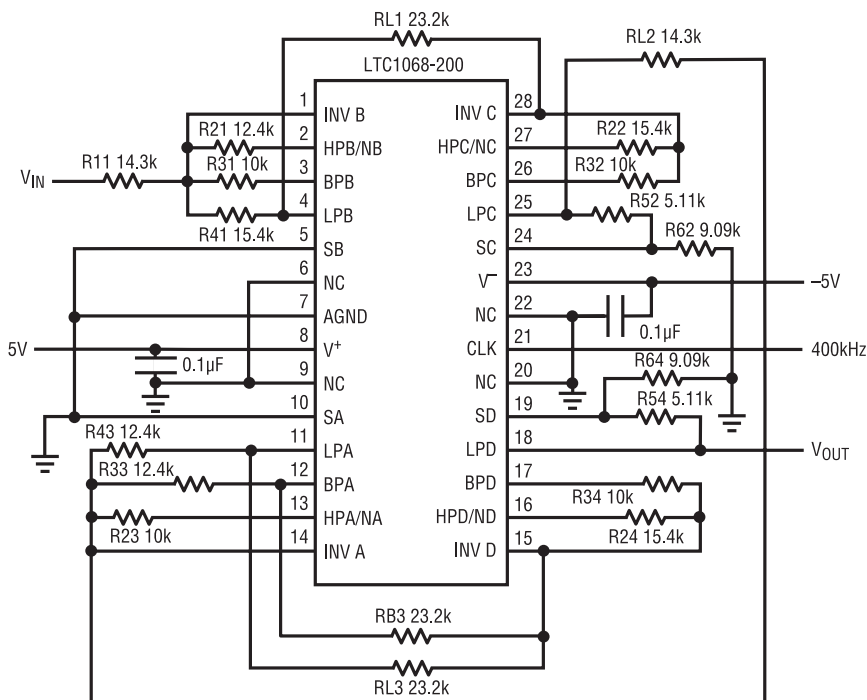 RL1 23.2k
RL2 14.3k
LTC1068-200
1 INV B
INV C 28
R21 12.4k
2 HPB/NB
HPC/NC 27
R22 15.4k
R11 14.3k
R31 10k
3 BPB
BPC 26
R32 10k
VIN
4 LPB
LPC 25
R52 5.11k
R41 15.4k
5 SB
SC 24
R62 9.09k
6 NC
V– 23
–5V
7 AGND
NC 22
0.1µF
5V
8 V+
CLK 21
400kHz
0.1µF
9 NC
NC 20
R64 9.09k
10 SA
SD 19
R54 5.11k
R43 12.4k
11 LPA
LPD 18
VOUT
R33 12.4k
12 BPA
BPD 17
R34 10k
13 HPA/NA
HPD/ND 16
R23 10k
R24 15.4k
14 INV A
INV D 15
RB3 23.2k
RL3 23.2k